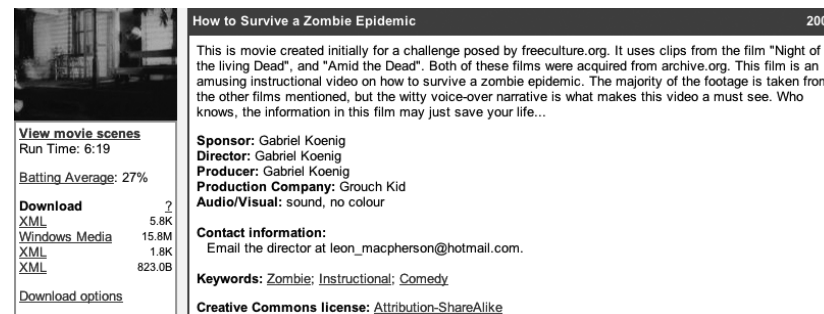 How to Survive a Zombie Epidemic 200
This is movie created initially for a challenge posed by freeculture.org. It uses clips from the film "Night of
the living Dead", and "Amid the Dead". Both of these films were acquired from archive.org. This film is an
amusing instructional video on how to survive a zombie epidemic. The majority of the footage is taken from
the other films mentioned, but the witty voice-over narrative is what makes this video a must see. Who
knows, the information in this film may just save your life...
View movie scenes
Run Time: 6:19
Batting Average: 27%
Download ?
XML 5.8K
Windows Media 15.8M
XML 1.8K
XML 823.0B
Download options
Sponsor: Gabriel Koenig
Director: Gabriel Koenig
Producer: Gabriel Koenig
Production Company: Grouch Kid
Audio/Visual: sound, no colour
Contact information:
Email the director at leon_macpherson@hotmail.com.
Keywords: Zombie; Instructional; Comedy
Creative Commons license: Attribution-ShareAlike